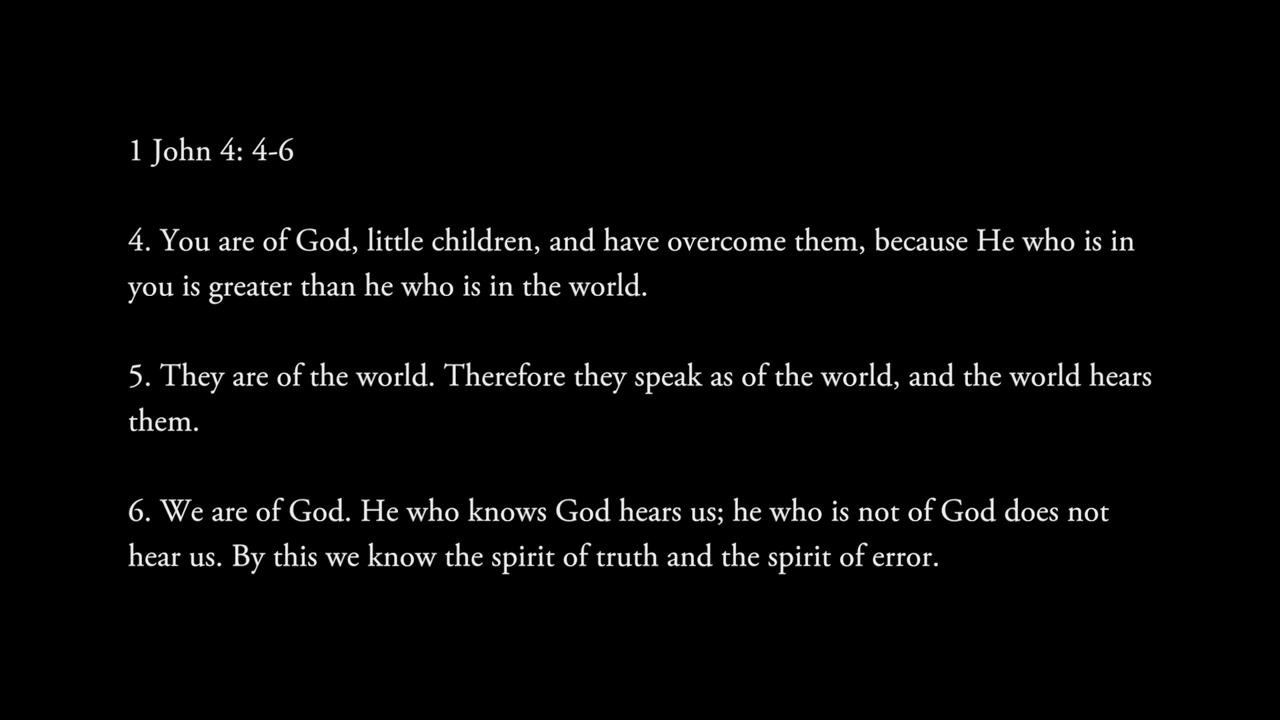 1 John 4: 4-6
4. You are of God, little children, and have overcome them, because He who is in
you is greater than he who is in the world.
5. They are of the world. Therefore they speak as of the world, and the world hears
them.
6. We are of God. He who knows God hears us; he who is not of God does not
hear us. By this we know the spirit of truth and the spirit of error.